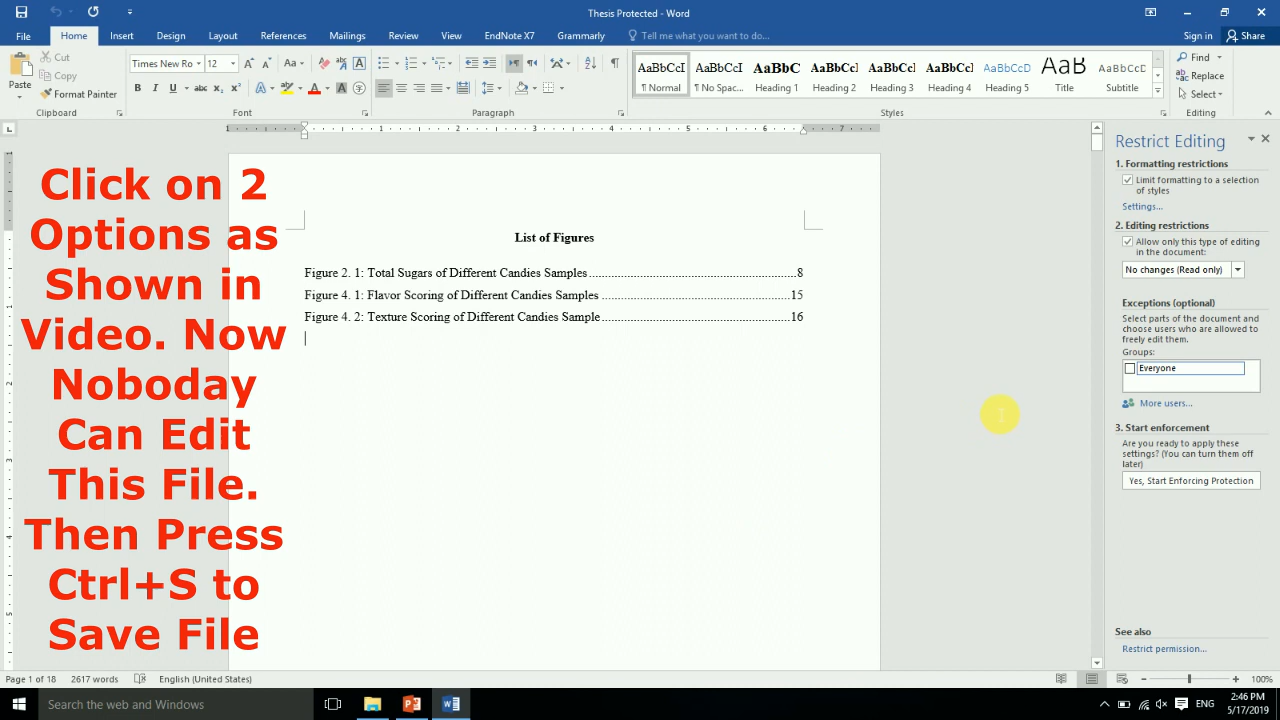 Thesis Protected - Word
File
Home
Insert
Design
Layout
References
Mailings
Review
View
EndNote X7
Grammarly
Tell me what you want to do...
Sign in
Share
Paste
Cut
Copy
Format Painter
Clipboard
Times New Ro
12
Font
Paragraph
AaBbCcI
¶ Normal
AaBbCcI
¶ No Spac...
AaBbC
Heading 1
AaBbCcl
Heading 2
AaBbCcI
Heading 3
AaBbCcI
Heading 4
AaBbCcD
Heading 5
AaB
Title
AaBbCcD
Subtitle
Styles
Find
Replace
Select
Editing
Click on 2
Options as
Shown in
Video. Now
Noboday
Can Edit
This File.
Then Press
Ctrl+S to
Save File
List of Figures
Figure 2. 1: Total Sugars of Different Candies Samples 8
Figure 4. 1: Flavor Scoring of Different Candies Samples 15
Figure 4. 2: Texture Scoring of Different Candies Sample 16
Restrict Editing
1. Formatting restrictions
Limit formatting to a selection
of styles
Settings...
2. Editing restrictions
Allow only this type of editing
in the document:
No changes (Read only)
Exceptions (optional)
Select parts of the document and
choose users who are allowed to
freely edit them.
Groups:
Everyone
More users...
3. Start enforcement
Are you ready to apply these
settings? (You can turn them off
later)
Yes, Start Enforcing Protection
See also
Restrict permission...
Page 1 of 18
2617 words
English (United States)
100%
Search the web and Windows
ENG
2:46 PM
5/17/2019